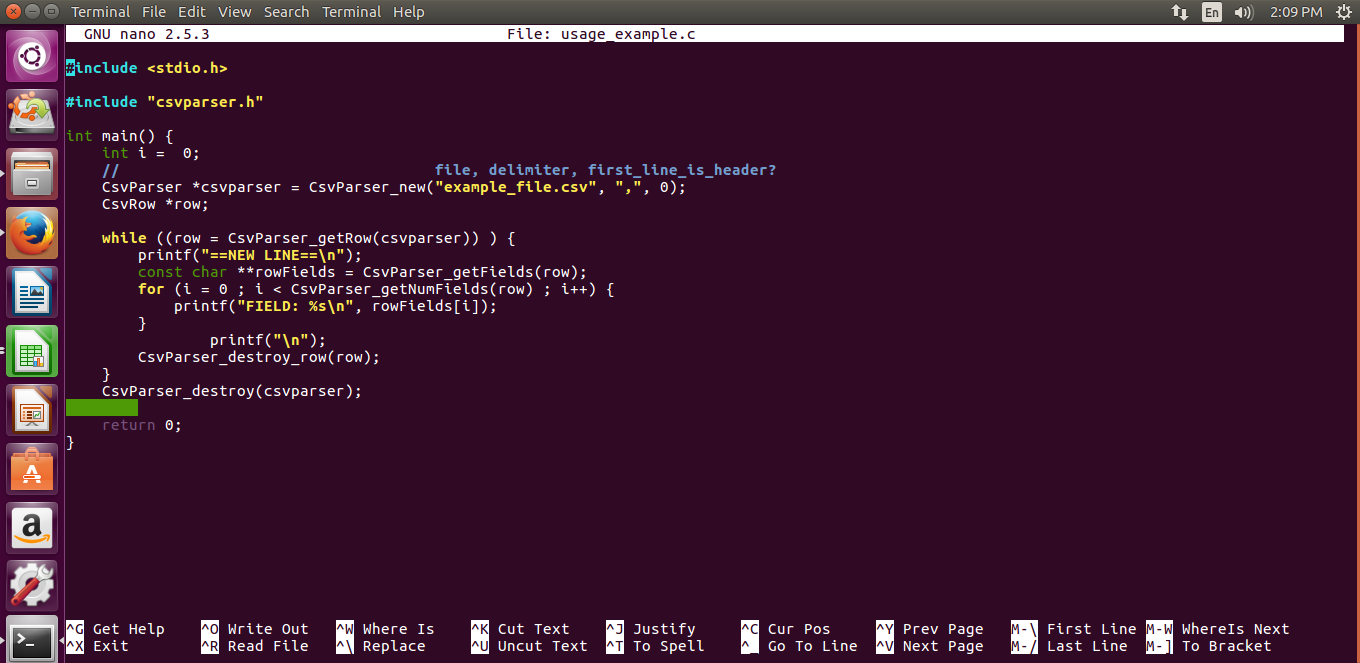 Terminal File Edit View Search Terminal Help En 2:09 PM
GNU nano 2.5.3 File: usage_example.c
#include <stdio.h>
#include "csvparser.h"
int main() {
    int i =  0;
    //                                   file, delimiter, first_line_is_header?
    CsvParser *csvparser = CsvParser_new("example_file.csv", ",", 0);
    CsvRow *row;
    while ((row = CsvParser_getRow(csvparser)) ) {
        printf("==NEW LINE==\n");
        const char **rowFields = CsvParser_getFields(row);
        for (i = 0 ; i < CsvParser_getNumFields(row) ; i++) {
            printf("FIELD: %s\n", rowFields[i]);
        }
                printf("\n");
        CsvParser_destroy_row(row);
    }
    CsvParser_destroy(csvparser);
    return 0;
}
^G Get Help ^O Write Out ^W Where Is ^K Cut Text ^J Justify ^C Cur Pos ^Y Prev Page M-\ First Line M-W WhereIs Next
^X Exit ^R Read File ^\ Replace ^U Uncut Text ^T To Spell ^_ Go To Line ^V Next Page M-/ Last Line M-] To Bracket